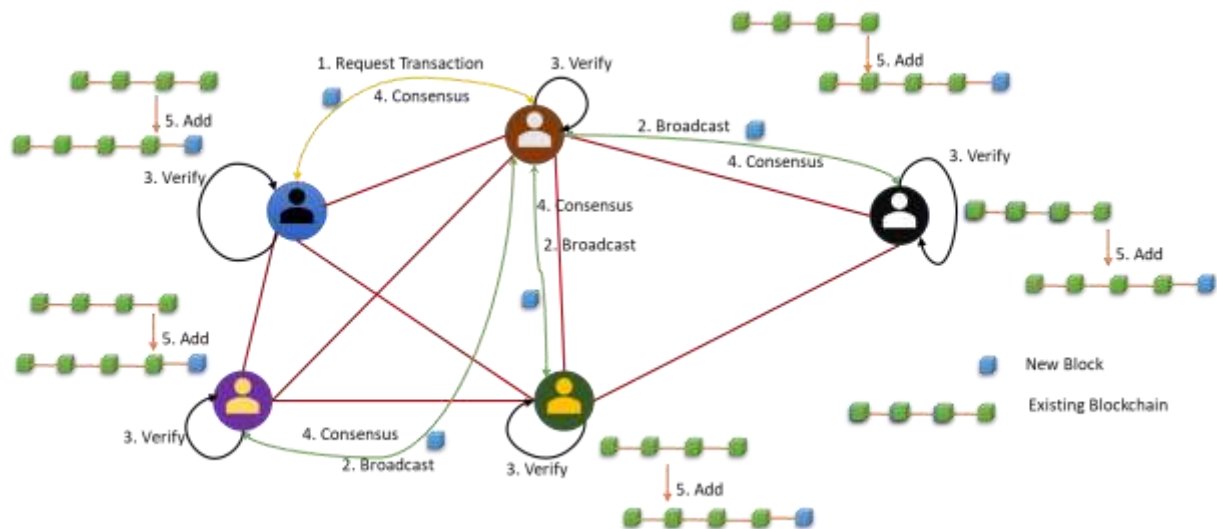 1. Request Transaction
4. Consensus
3. Verify
5. Add
5. Add
3. Verify
2. Broadcast
4. Consensus
3. Verify
4. Consensus
2. Broadcast
5. Add
5. Add
3. Verify
4. Consensus
2. Broadcast
3. Verify
5. Add
New Block
Existing Blockchain